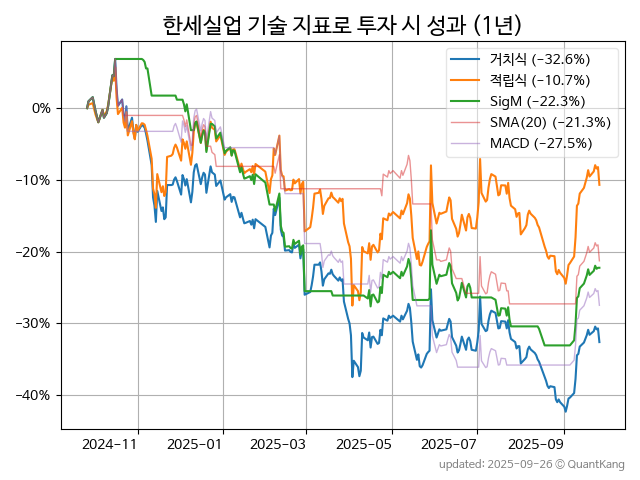 한세실업 기술 지표로 투자 시 성과 (1년)
거치식 (−32.6%)
적립식 (−10.7%)
SigM (−22.3%)
SMA(20) (−21.3%)
MACD (−27.5%)
0%
−10%
−20%
−30%
−40%
2024-11
2025-01
2025-03
2025-05
2025-07
2025-09
updated: 2025-09-26 © QuantKang